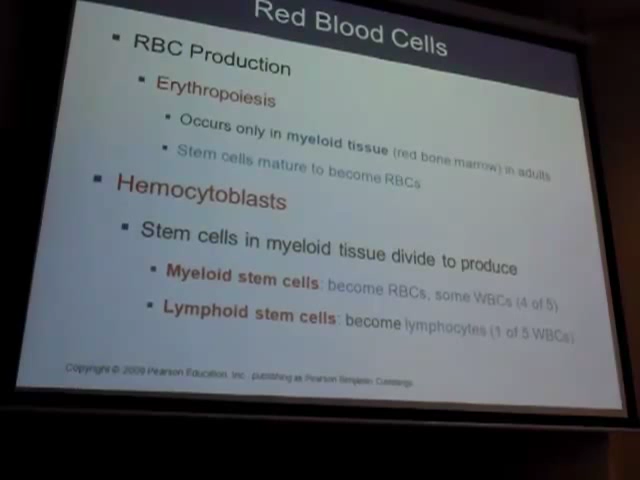 Red Blood Cells
▪ RBC Production
▪ Erythropoiesis
▪ Occurs only in myeloid tissue (red bone marrow) in adults
▪ Stem cells mature to become RBCs
▪ Hemocytoblasts
▪ Stem cells in myeloid tissue divide to produce
▪ Myeloid stem cells: become RBCs, some WBCs (4 of 5)
▪ Lymphoid stem cells: become lymphocytes (1 of 5 WBCs)
Copyright © 2009 Pearson Education, Inc., publishing as Pearson Benjamin Cummings